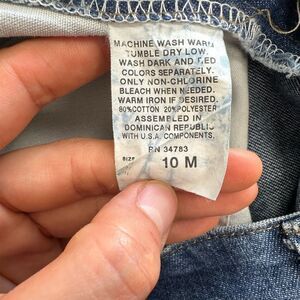 MACHINE WASH WARM
TUMBLE DRY LOW.
WASH DARK AND RED
COLORS SEPARATELY.
ONLY NON-CHLORINE
BLEACH WHEN NEEDED.
WARM IRON IF DESIRED.
80%COTTON 20%POLYESTER
ASSEMBLED IN
DOMINICAN REPUBLIC
WITH U.S.A. COMPONENTS.
RN 34783
SIZE 10 M